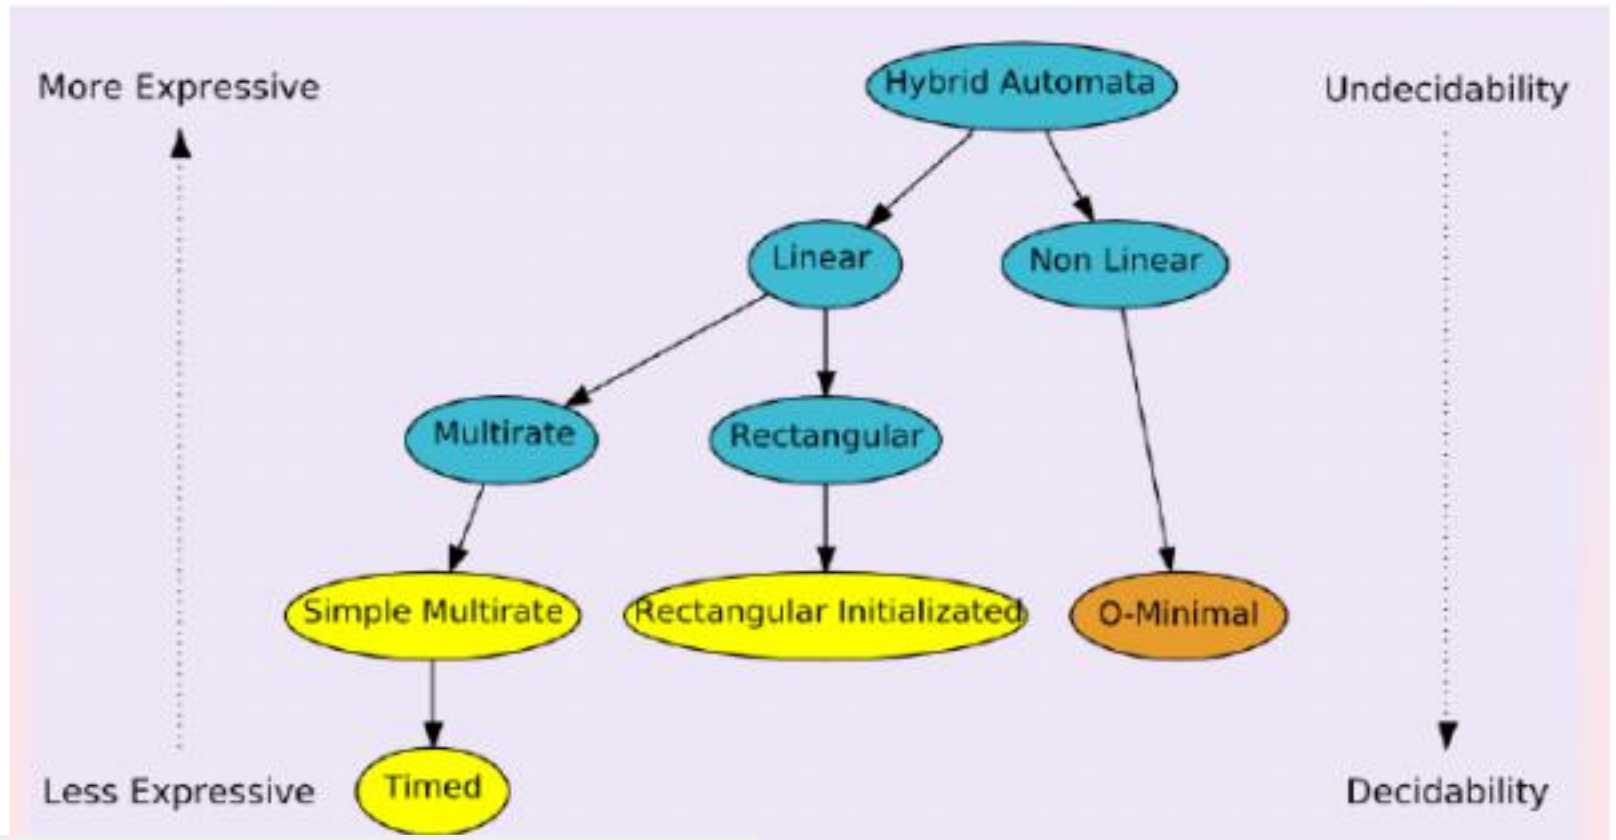 More Expressive
Hybrid Automata
Undecidability
Linear
Non Linear
Multirate
Rectangular
Simple Multirate
Rectangular Initializated
O-Minimal
Less Expressive
Timed
Decidability